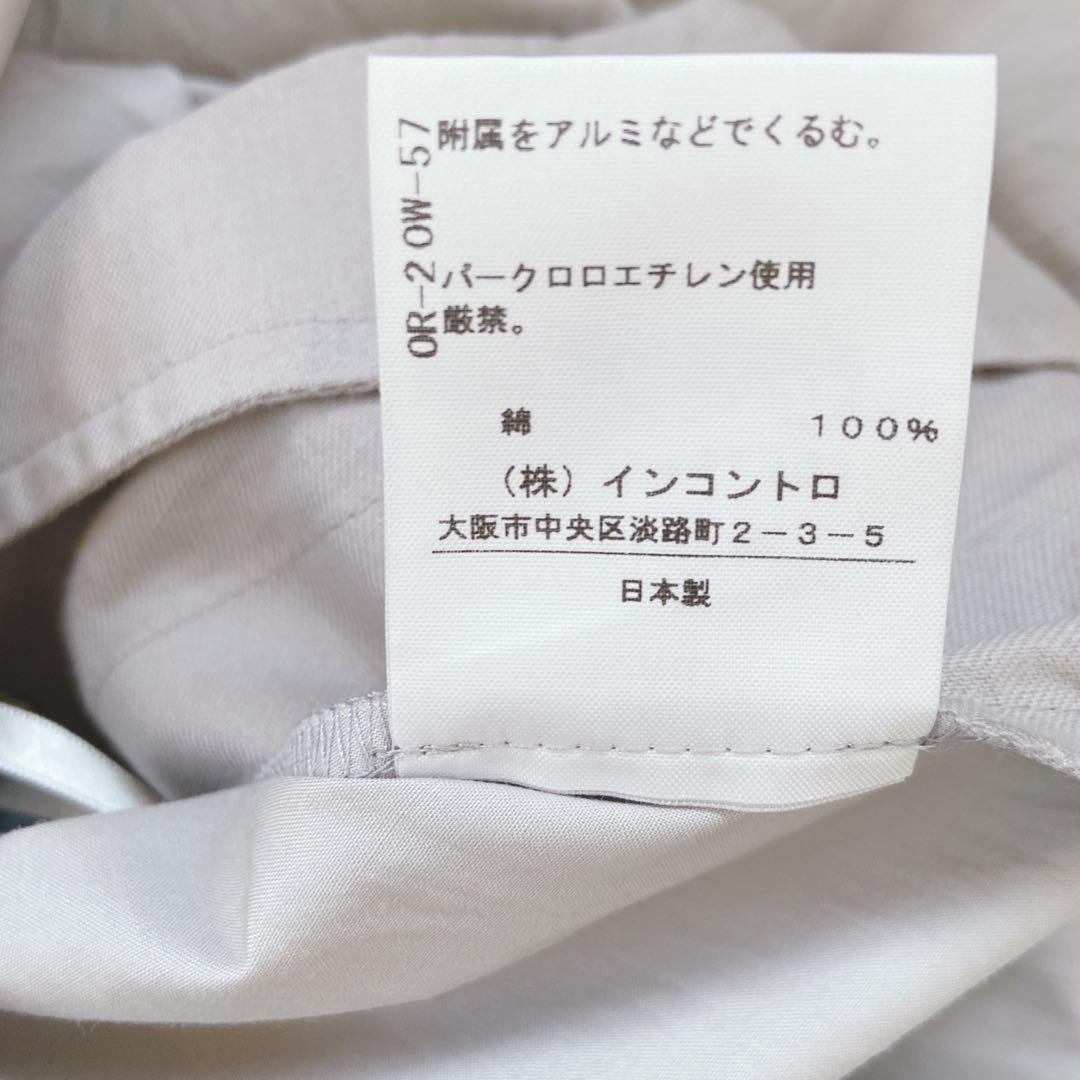 附属をアルミなどでくるむ。
パークロロエチレン使用
厳禁。
綿 100%
(株)インコントロ
大阪市中央区淡路町2-3-5
日本製
OR-20W-57